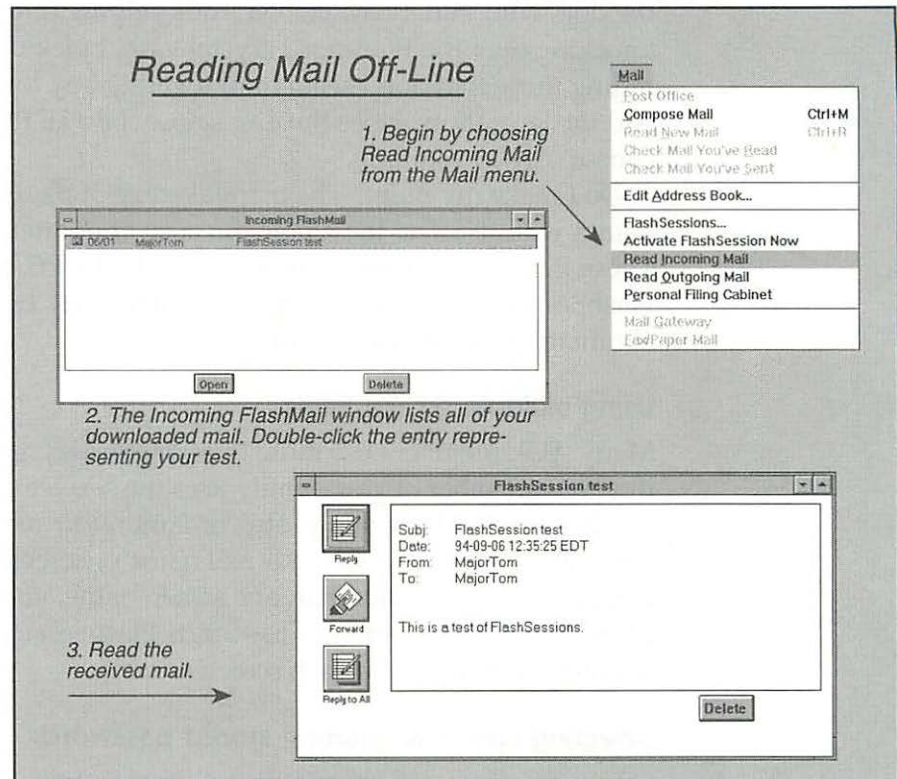 Reading Mail Off-Line
1. Begin by choosing
Read Incoming Mail
from the Mail menu.
Mail
Post Office
Compose Mail Ctrl+M
Read New Mail Ctrl+R
Check Mail You've Read
Check Mail You've Sent
Edit Address Book...
FlashSessions...
Activate FlashSession Now
Read Incoming Mail
Read Outgoing Mail
Personal Filing Cabinet
Mail Gateway
Fax/Paper Mail
Incoming FlashMail
06/01 MajorTom FlashSession test
Open Delete
2. The Incoming FlashMail window lists all of your
downloaded mail. Double-click the entry repre-
senting your test.
FlashSession test
Reply
Forward
Reply to All
Subj: FlashSession test
Date: 94-09-06 12:35:25 EDT
From: MajorTom
To: MajorTom
This is a test of FlashSessions.
Delete
3. Read the
received mail.